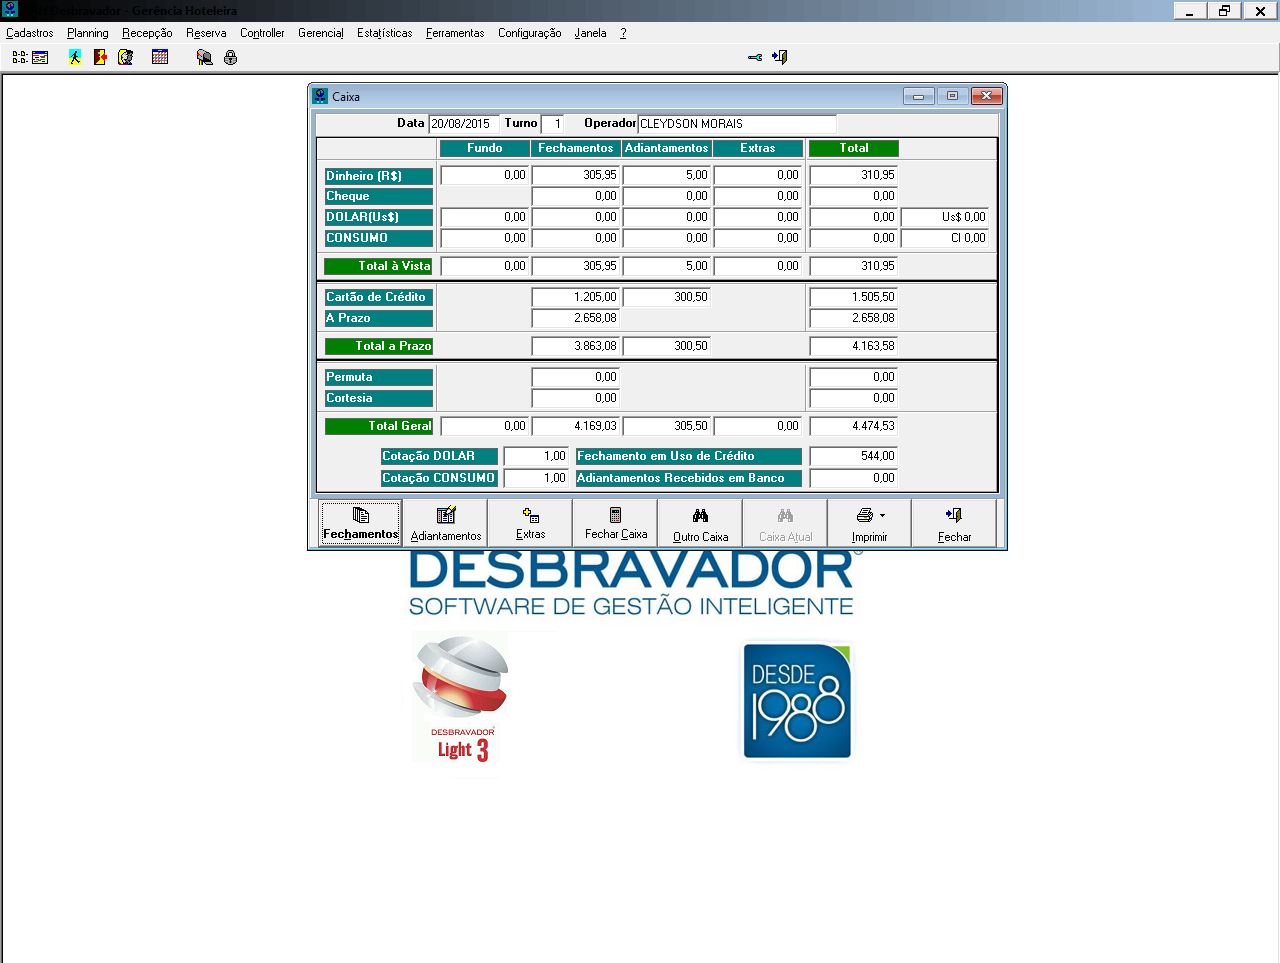 Desbravador - Gerência Hoteleira
Cadastros Planning Recepção Reserva Controller Gerencial Estatísticas Ferramentas Configuração Janela ?
Caixa
Data 20/08/2015 Turno 1 Operador CLEYDSON MORAIS
Fundo Fechamentos Adiantamentos Extras Total
Dinheiro (R$) 0,00 305,95 5,00 0,00 310,95
Cheque 0,00 0,00 0,00 0,00
DOLAR(Us$) 0,00 0,00 0,00 0,00 0,00 Us$ 0,00
CONSUMO 0,00 0,00 0,00 0,00 0,00 CI 0,00
Total à Vista 0,00 305,95 5,00 0,00 310,95
Cartão de Crédito 1.205,00 300,50 1.505,50
A Prazo 2.658,08 2.658,08
Total a Prazo 3.863,08 300,50 4.163,58
Permuta 0,00 0,00
Cortesia 0,00 0,00
Total Geral 0,00 4.169,03 305,50 0,00 4.474,53
Cotação DOLAR 1,00 Fechamento em Uso de Crédito 544,00
Cotação CONSUMO 1,00 Adiantamentos Recebidos em Banco 0,00
Fechamentos Adiantamentos Extras Fechar Caixa Outro Caixa Caixa Atual Imprimir Fechar
DESBRAVADOR®
SOFTWARE DE GESTÃO INTELIGENTE
DESBRAVADOR
Light 3
DESDE
1988